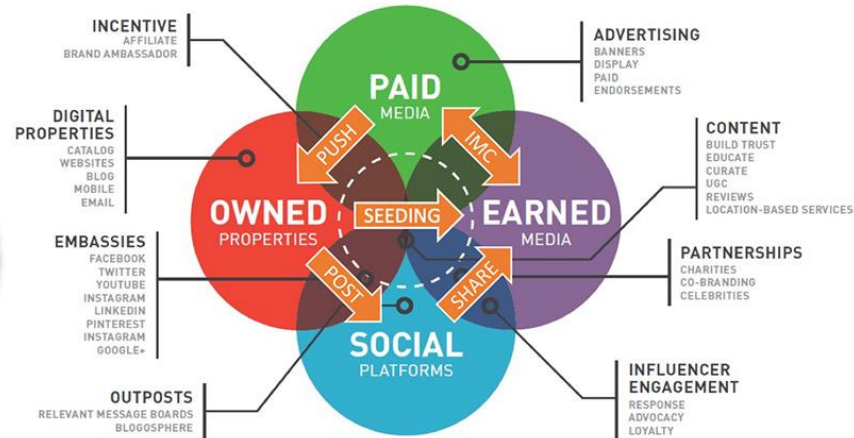 INCENTIVE
AFFILIATE
BRAND AMBASSADOR
ADVERTISING
BANNERS
DISPLAY
PAID
ENDORSEMENTS
PAID
MEDIA
DIGITAL
PROPERTIES
CATALOG
WEBSITES
BLOG
MOBILE
EMAIL
PUSH
IMC
CONTENT
BUILD TRUST
EDUCATE
CURATE
UGC
REVIEWS
LOCATION-BASED SERVICES
OWNED
PROPERTIES
SEEDING
EARNED
MEDIA
EMBASSIES
FACEBOOK
TWITTER
YOUTUBE
INSTAGRAM
LINKEDIN
PINTEREST
INSTAGRAM
GOOGLE+
POST
SHARE
PARTNERSHIPS
CHARITIES
CO-BRANDING
CELEBRITIES
SOCIAL
PLATFORMS
OUTPOSTS
RELEVANT MESSAGE BOARDS
BLOGOSPHERE
INFLUENCER
ENGAGEMENT
RESPONSE
ADVOCACY
LOYALTY